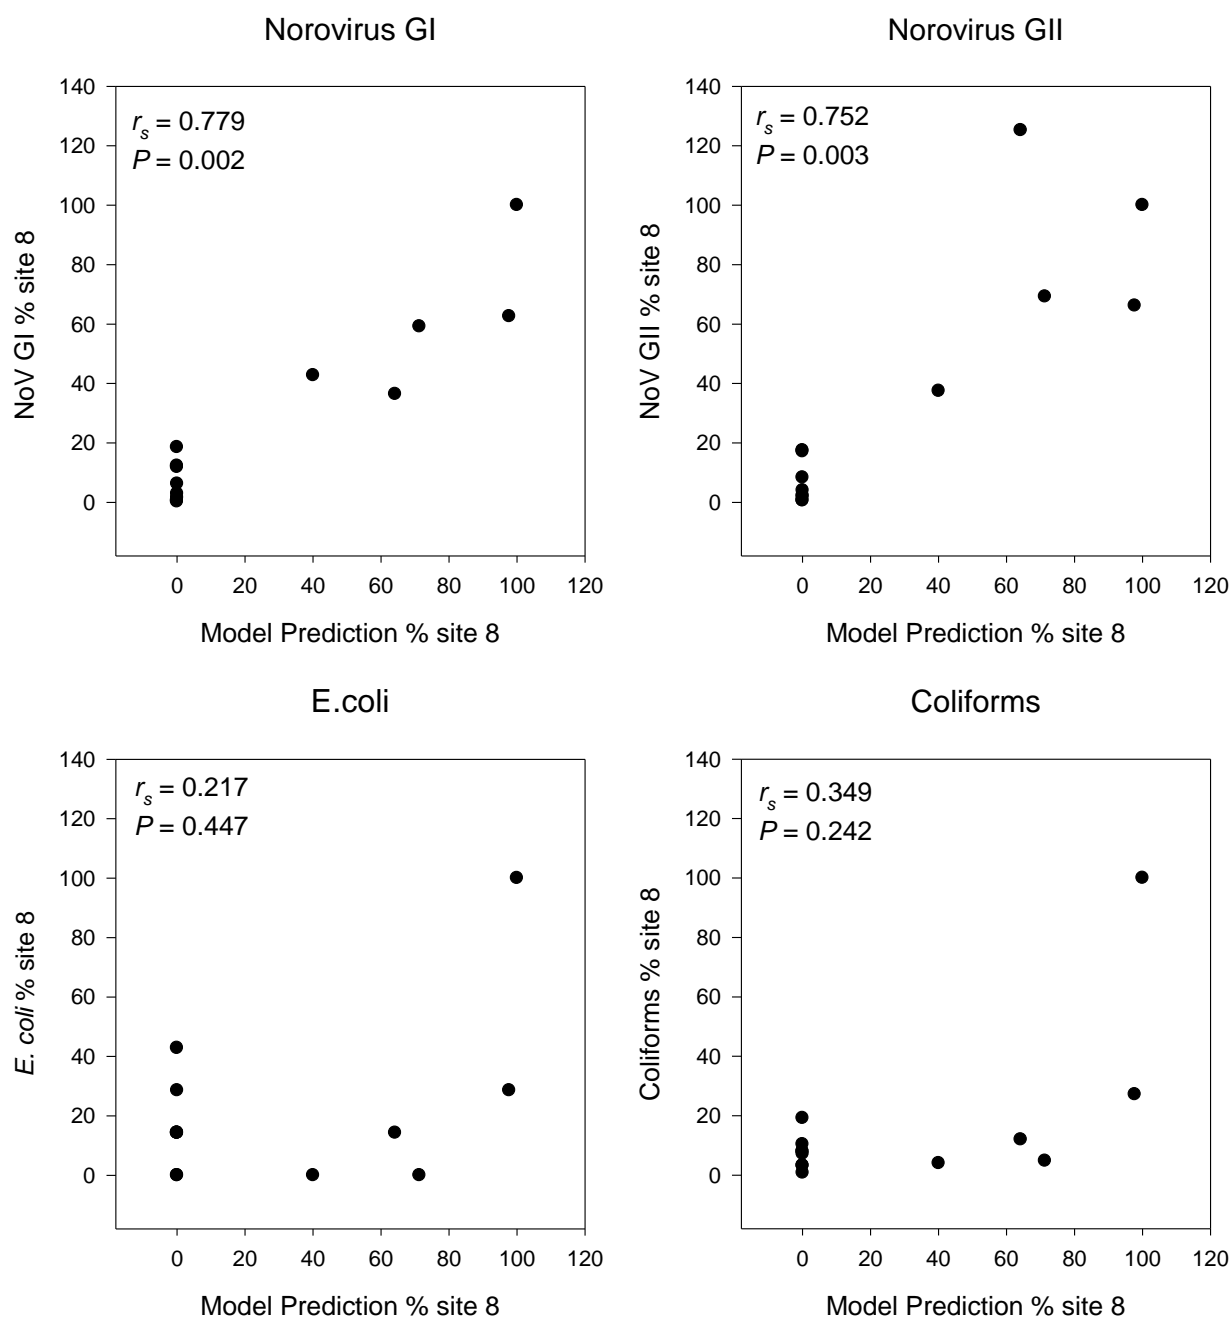 Norovirus GI
r_s = 0.779
P = 0.002
140
120
100
80
60
40
20
0
NoV GI % site 8
0 20 40 60 80 100 120
Model Prediction % site 8
Norovirus GII
r_s = 0.752
P = 0.003
140
120
100
80
60
40
20
0
NoV GII % site 8
0 20 40 60 80 100 120
Model Prediction % site 8
E.coli
r_s = 0.217
P = 0.447
140
120
100
80
60
40
20
0
E. coli % site 8
0 20 40 60 80 100 120
Model Prediction % site 8
Coliforms
r_s = 0.349
P = 0.242
140
120
100
80
60
40
20
0
Coliforms % site 8
0 20 40 60 80 100 120
Model Prediction % site 8